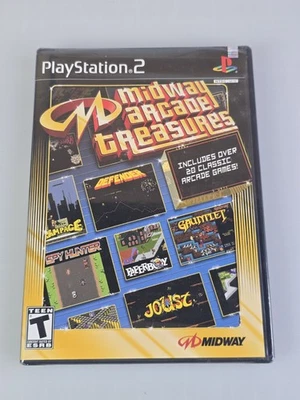 PlayStation 2
midway
arcade
treasures
INCLUDES OVER
20 CLASSIC
ARCADE GAMES!
DEFENDER
RAMPAGE
GAUNTLET
SPY HUNTER
PAPERBOY
JOUST
T
ESRB
MIDWAY